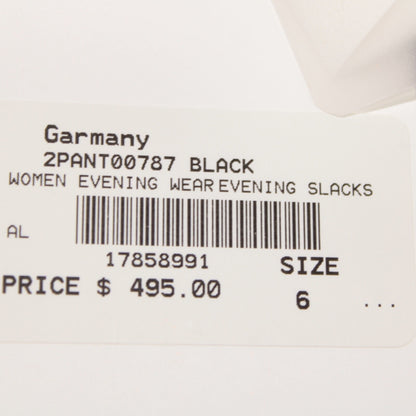 Garmany
2PANT00787 BLACK
WOMEN EVENING WEAR EVENING SLACKS
AL
17858991
SIZE
PRICE $ 495.00
6 ...